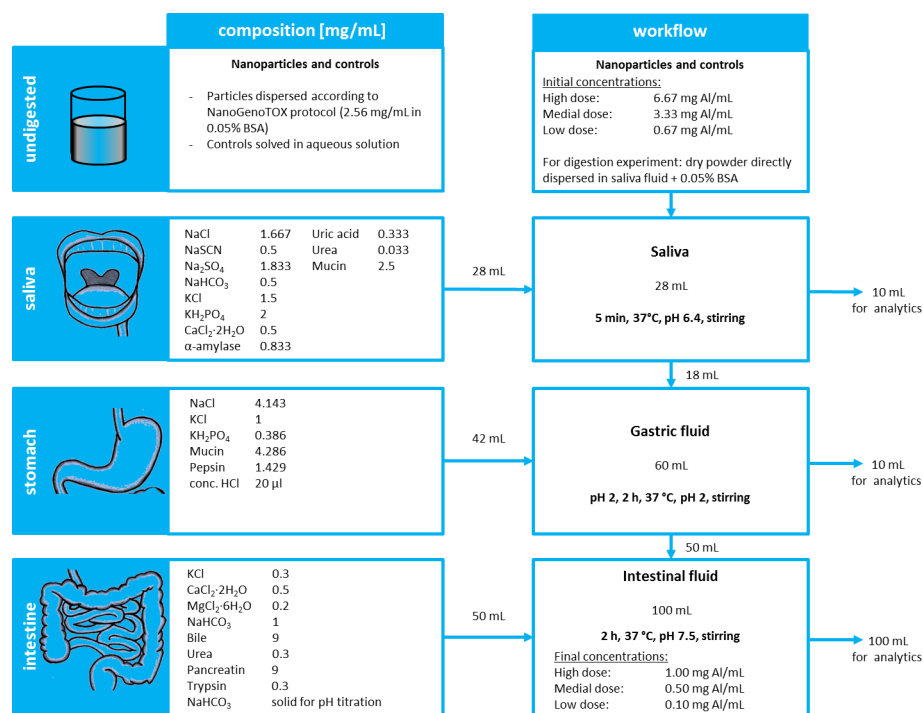 composition [mg/mL]
workflow
undigested
Nanoparticles and controls
- Particles dispersed according to
NanoGenoTOX protocol (2.56 mg/mL in
0.05% BSA)
- Controls solved in aqueous solution
Nanoparticles and controls
Initial concentrations:
High dose: 6.67 mg Al/mL
Medial dose: 3.33 mg Al/mL
Low dose: 0.67 mg Al/mL
For digestion experiment: dry powder directly
dispersed in saliva fluid + 0.05% BSA
saliva
NaCl 1.667 Uric acid 0.333
NaSCN 0.5 Urea 0.033
Na₂SO₄ 1.833 Mucin 2.5
NaHCO₃ 0.5
KCl 1.5
KH₂PO₄ 2
CaCl₂·2H₂O 0.5
α-amylase 0.833
28 mL
Saliva
28 mL
5 min, 37°C, pH 6.4, stirring
10 mL
for analytics
18 mL
stomach
NaCl 4.143
KCl 1
KH₂PO₄ 0.386
Mucin 4.286
Pepsin 1.429
conc. HCl 20 µl
42 mL
Gastric fluid
60 mL
pH 2, 2 h, 37 °C, pH 2, stirring
10 mL
for analytics
50 mL
intestine
KCl 0.3
CaCl₂·2H₂O 0.5
MgCl₂·6H₂O 0.2
NaHCO₃ 1
Bile 9
Urea 0.3
Pancreatin 9
Trypsin 0.3
NaHCO₃ solid for pH titration
50 mL
Intestinal fluid
100 mL
2 h, 37 °C, pH 7.5, stirring
Final concentrations:
High dose: 1.00 mg Al/mL
Medial dose: 0.50 mg Al/mL
Low dose: 0.10 mg Al/mL
100 mL
for analytics